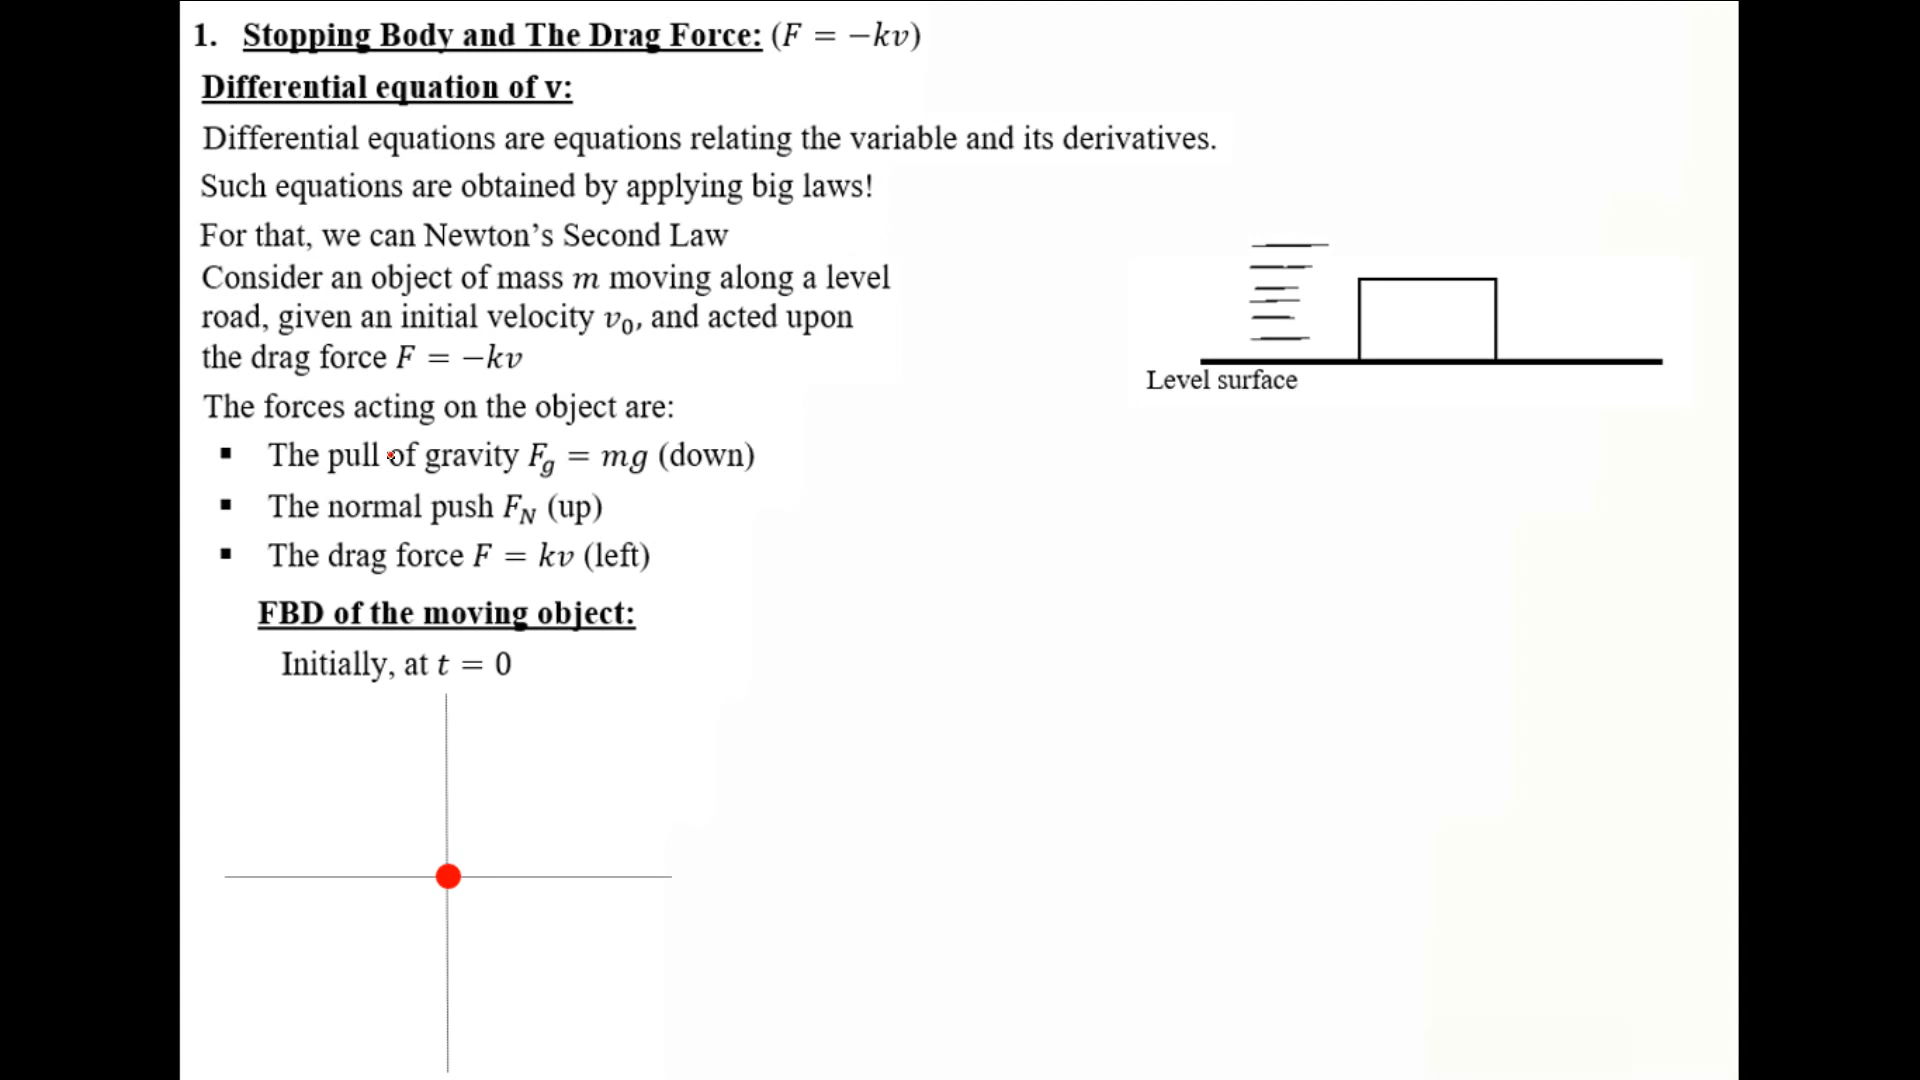 1. Stopping Body and The Drag Force: (F = −kv)
Differential equation of v:
Differential equations are equations relating the variable and its derivatives.
Such equations are obtained by applying big laws!
For that, we can Newton’s Second Law
Consider an object of mass m moving along a level
road, given an initial velocity v₀, and acted upon
the drag force F = −kv
Level surface
The forces acting on the object are:
▪ The pull of gravity F_g = mg (down)
▪ The normal push F_N (up)
▪ The drag force F = kv (left)
FBD of the moving object:
Initially, at t = 0